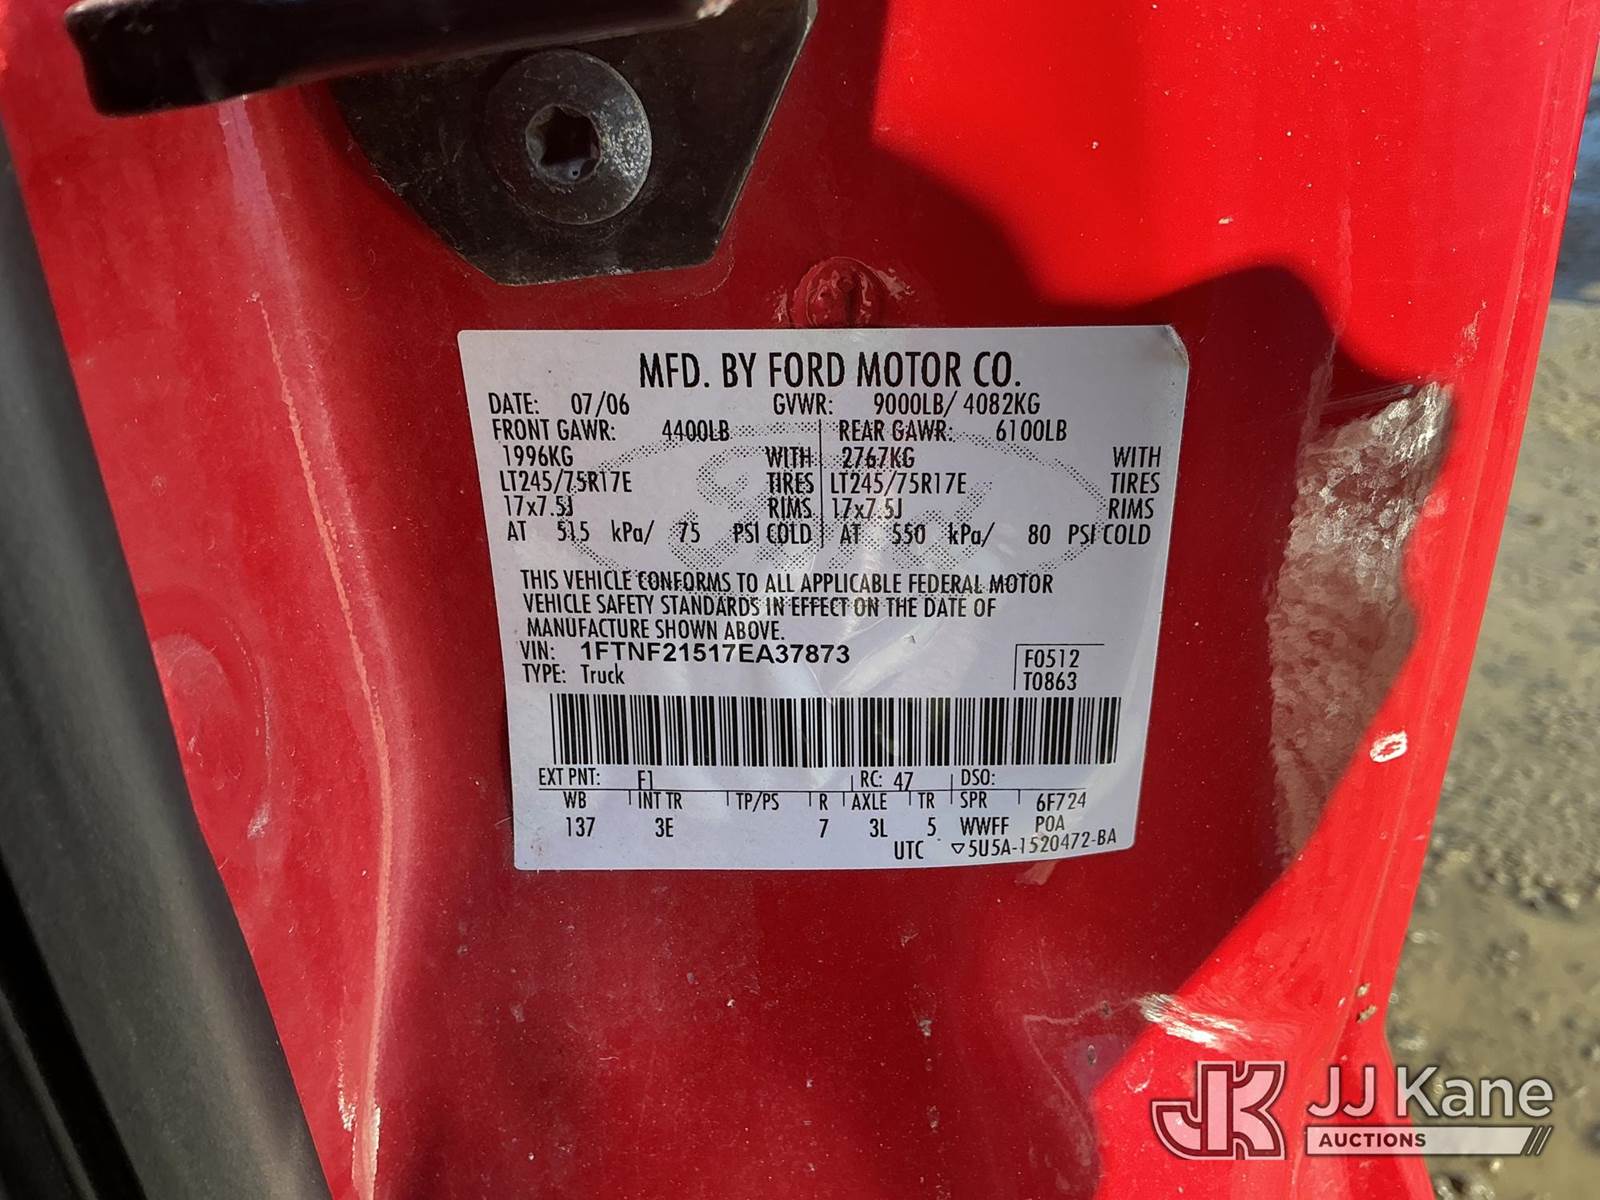 MFD. BY FORD MOTOR CO.
DATE: 07/06 GVWR: 9000LB/ 4082KG
FRONT GAWR: 4400LB REAR GAWR: 6100LB
1996KG WITH 2767KG WITH
LT245/75R17E TIRES LT245/75R17E TIRES
17x7.5J RIMS 17x7.5J RIMS
AT 515 kPa/ 75 PSI COLD AT 550 kPa/ 80 PSI COLD
THIS VEHICLE CONFORMS TO ALL APPLICABLE FEDERAL MOTOR
VEHICLE SAFETY STANDARDS IN EFFECT ON THE DATE OF
MANUFACTURE SHOWN ABOVE.
VIN: 1FTNF21517EA37873 F0512
TYPE: Truck T0863
EXT PNT: F1 RC: 47 DSO:
WB INT TR TP/PS R AXLE TR SPR 6F724
137 3E 7 3L 5 WWFF POA
UTC ▽5U5A-1520472-BA
JK JJ Kane
AUCTIONS